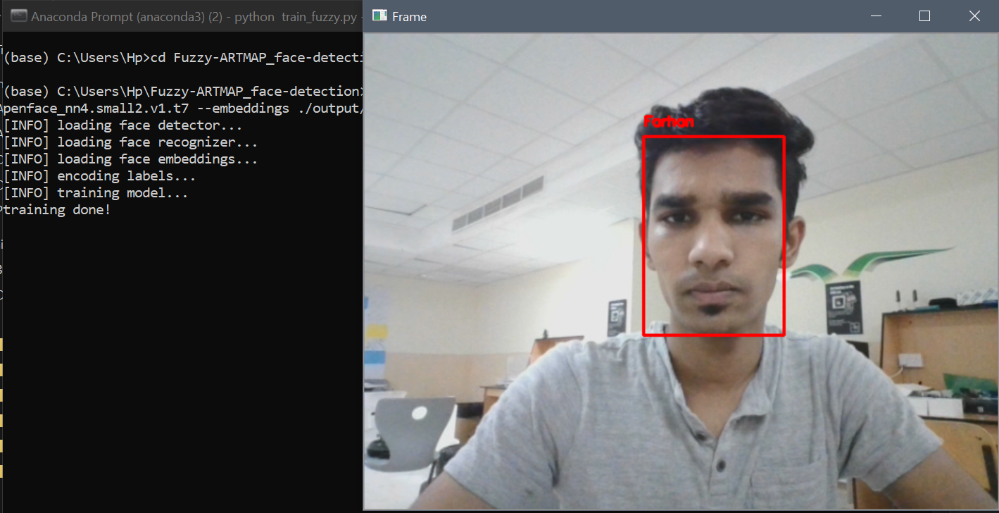 Anaconda Prompt (anaconda3) (2) - python train_fuzzy.py -
(base) C:\Users\Hp>cd Fuzzy-ARTMAP_face-detecti
(base) C:\Users\Hp\Fuzzy-ARTMAP_face-detection>
penface_nn4.small2.v1.t7 --embeddings ./output/
[INFO] loading face detector...
[INFO] loading face recognizer...
[INFO] loading face embeddings...
[INFO] encoding labels...
[INFO] training model...
training done!
Frame
Farhan